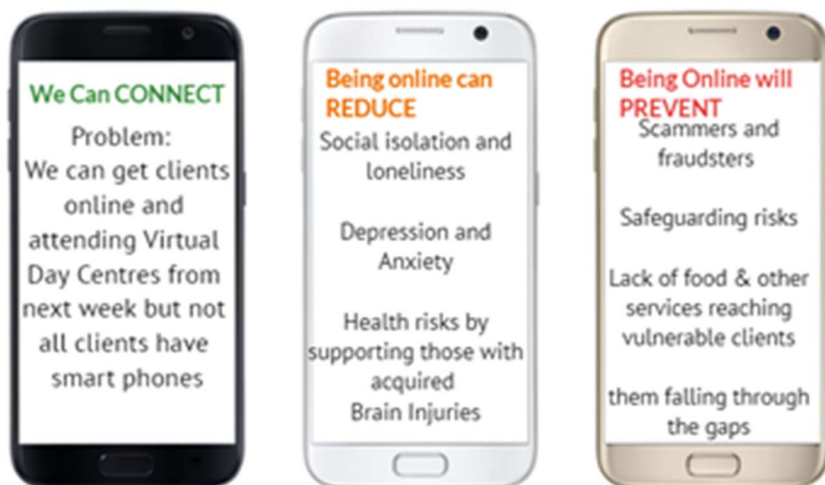 We Can CONNECT
Problem:
We can get clients
online and
attending Virtual
Day Centres from
next week but not
all clients have
smart phones
Being online can
REDUCE
Social isolation and
loneliness
Depression and
Anxiety
Health risks by
supporting those with
acquired
Brain Injuries
Being Online will
PREVENT
Scammers and
fraudsters
Safeguarding risks
Lack of food & other
services reaching
vulnerable clients
them falling through
the gaps